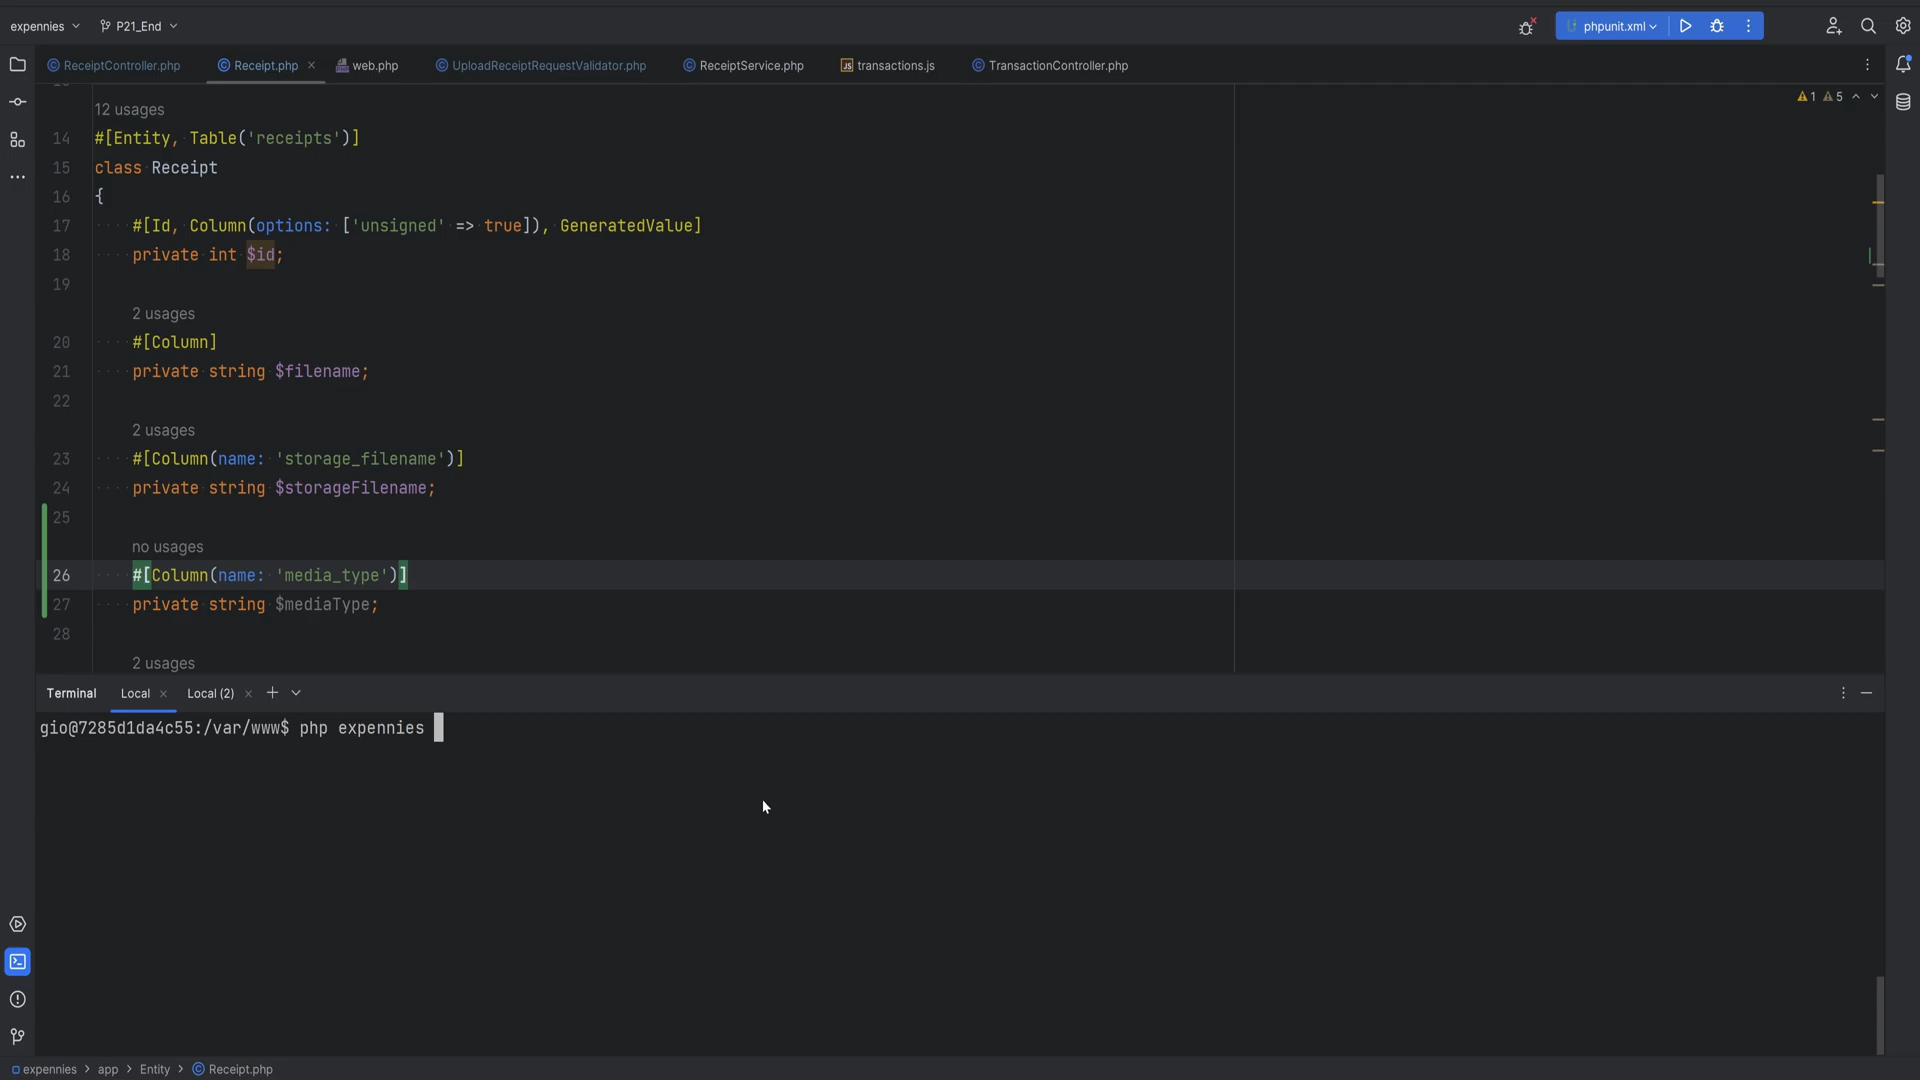 expennies
P21_End
phpunit.xml
ReceiptController.php
Receipt.php
web.php
UploadReceiptRequestValidator.php
ReceiptService.php
transactions.js
TransactionController.php
1 5
12 usages
14 #[Entity, Table('receipts')]
15 class Receipt
16 {
17 #[Id, Column(options: ['unsigned' => true]), GeneratedValue]
18 private int $id;
19
2 usages
20 #[Column]
21 private string $filename;
22
2 usages
23 #[Column(name: 'storage_filename')]
24 private string $storageFilename;
25
no usages
26 #[Column(name: 'media_type')]
27 private string $mediaType;
28
2 usages
Terminal Local Local (2)
gio@7285d1da4c55:/var/www$ php expennies
expennies > app > Entity > Receipt.php